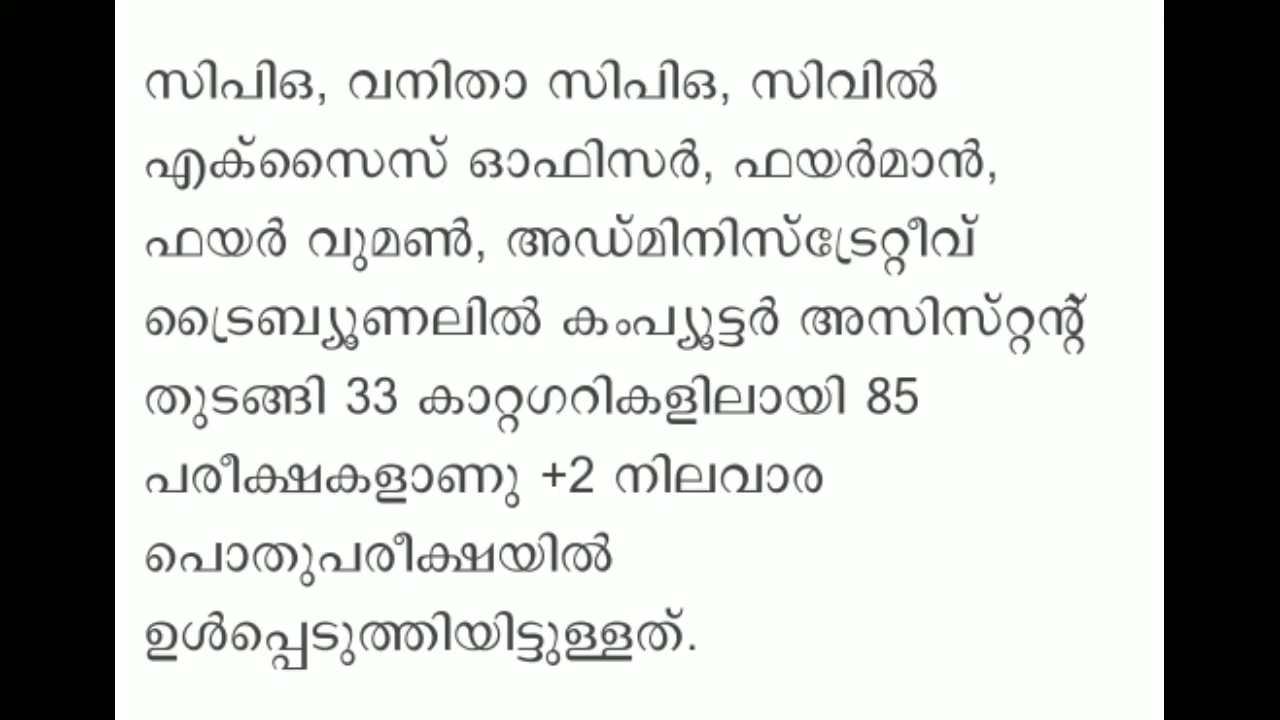 സിപിഒ, വനിതാ സിപിഒ, സിവിൽ
എക്സൈസ് ഓഫിസർ, ഫയർമാൻ,
ഫയർ വുമൺ, അഡ്മിനിസ്ട്രേറ്റീവ്
ട്രൈബ്യൂണലിൽ കംപ്യൂട്ടർ അസിസ്റ്റന്റ്
തുടങ്ങി 33 കാറ്റഗറികളിലായി 85
പരീക്ഷകളാണു +2 നിലവാര
പൊതുപരീക്ഷയിൽ
ഉൾപ്പെടുത്തിയിട്ടുള്ളത്.